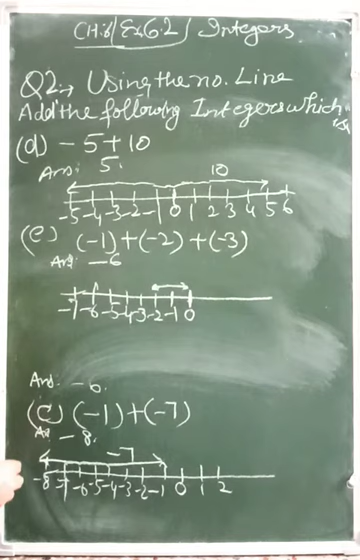 CH:6/Ex6.2/ Integers
Q2→ Using the no. Line
Add the following Integers which is
(d) -5+10
Ans: 5.
10
-5 -4 -3 -2 -1 0 1 2 3 4 5 6
(e) (-1)+(-2)+(-3)
Ans: -6
-7 -6 -5 -4 -3 -2 -1 0
Ans: -6.
(c) (-1)+(-7)
As -8.
-7
-8 -7 -6 -5 -4 -3 -2 -1 0 1 2